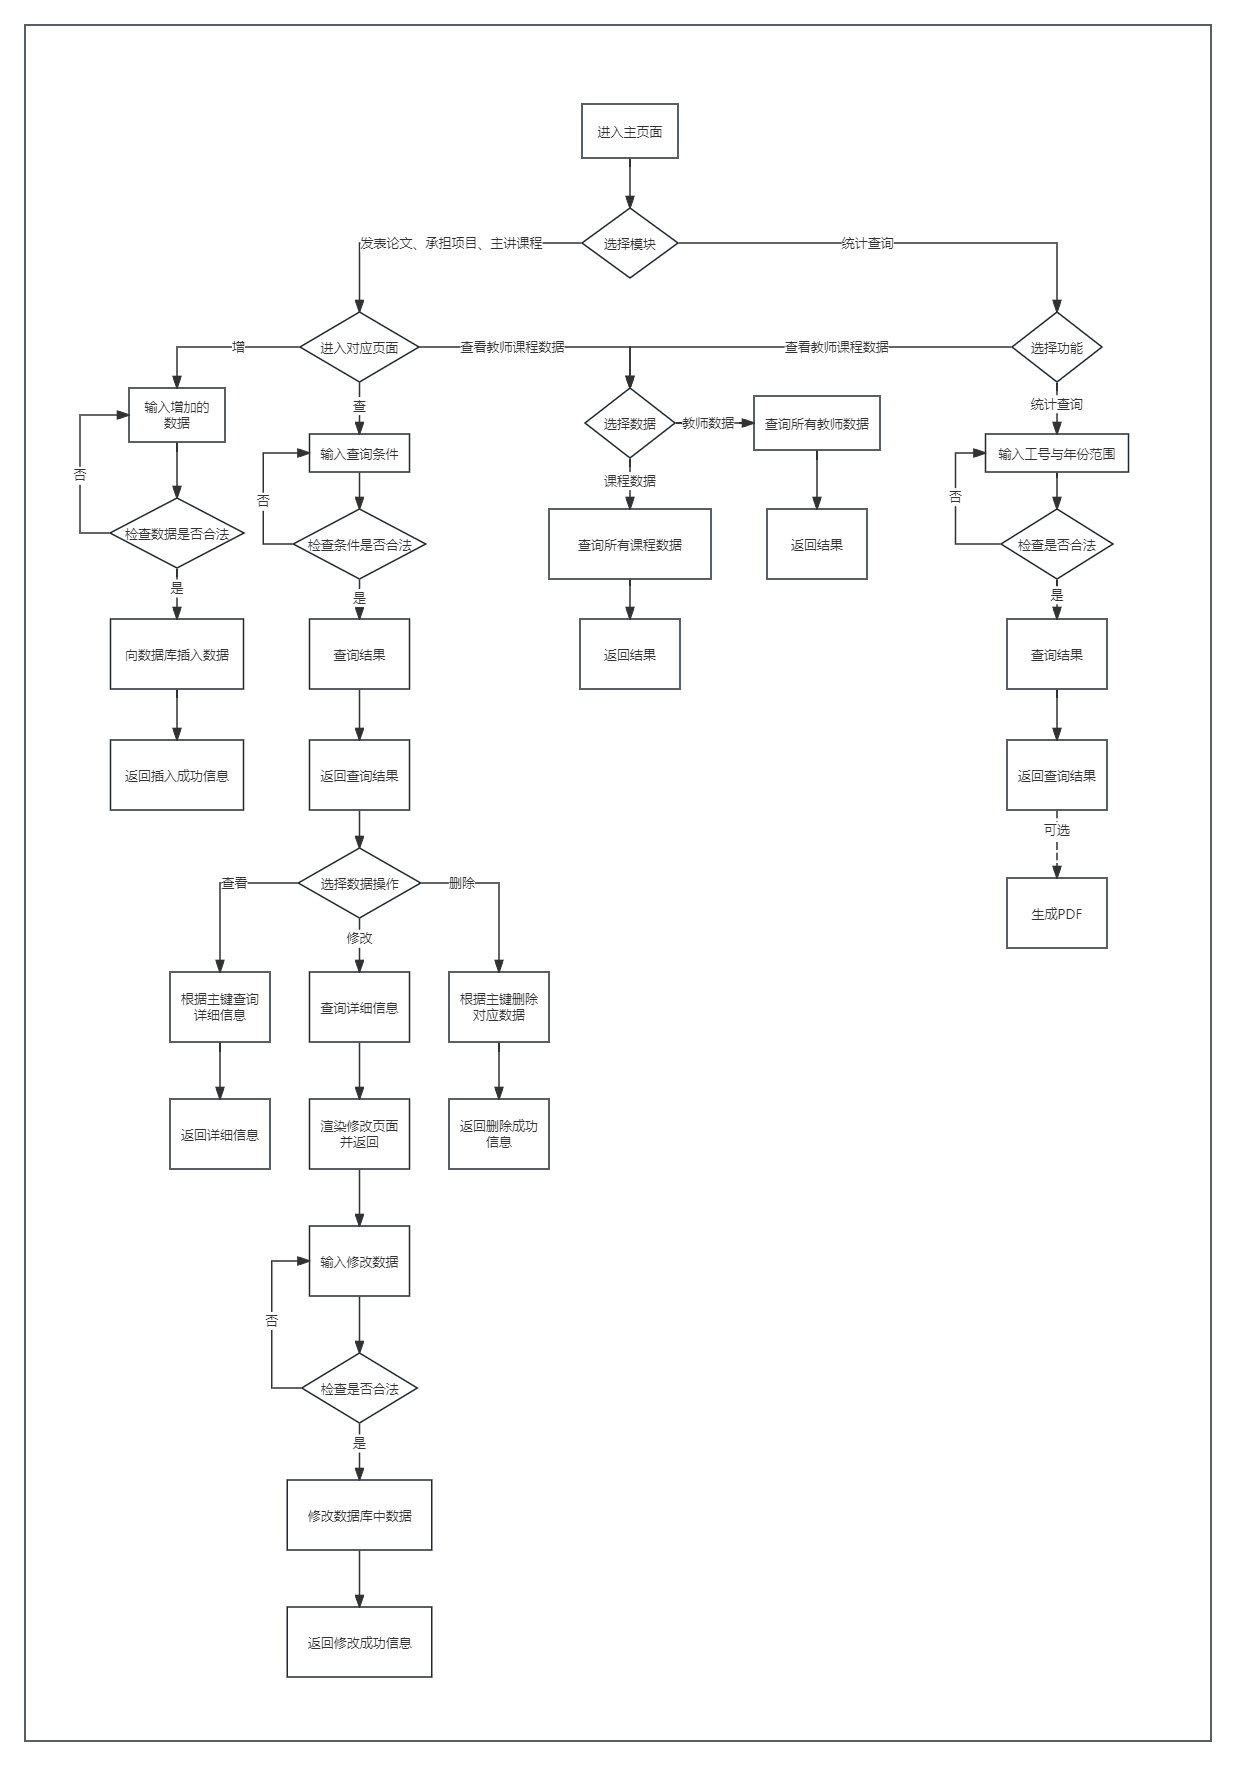 进入主页面
发表论文、承担项目、主讲课程
选择模块
统计查询
增
进入对应页面
查看教师课程数据
查看教师课程数据
选择功能
输入增加的
数据
查
选择数据
教师数据
查询所有教师数据
统计查询
否
输入查询条件
课程数据
输入工号与年份范围
否
否
检查数据是否合法
检查条件是否合法
查询所有课程数据
返回结果
检查是否合法
是
是
是
向数据库插入数据
查询结果
返回结果
查询结果
返回插入成功信息
返回查询结果
返回查询结果
可选
查看
选择数据操作
删除
生成PDF
修改
根据主键查询
详细信息
查询详细信息
根据主键删除
对应数据
返回详细信息
渲染修改页面
并返回
返回删除成功
信息
输入修改数据
否
检查是否合法
是
修改数据库中数据
返回修改成功信息